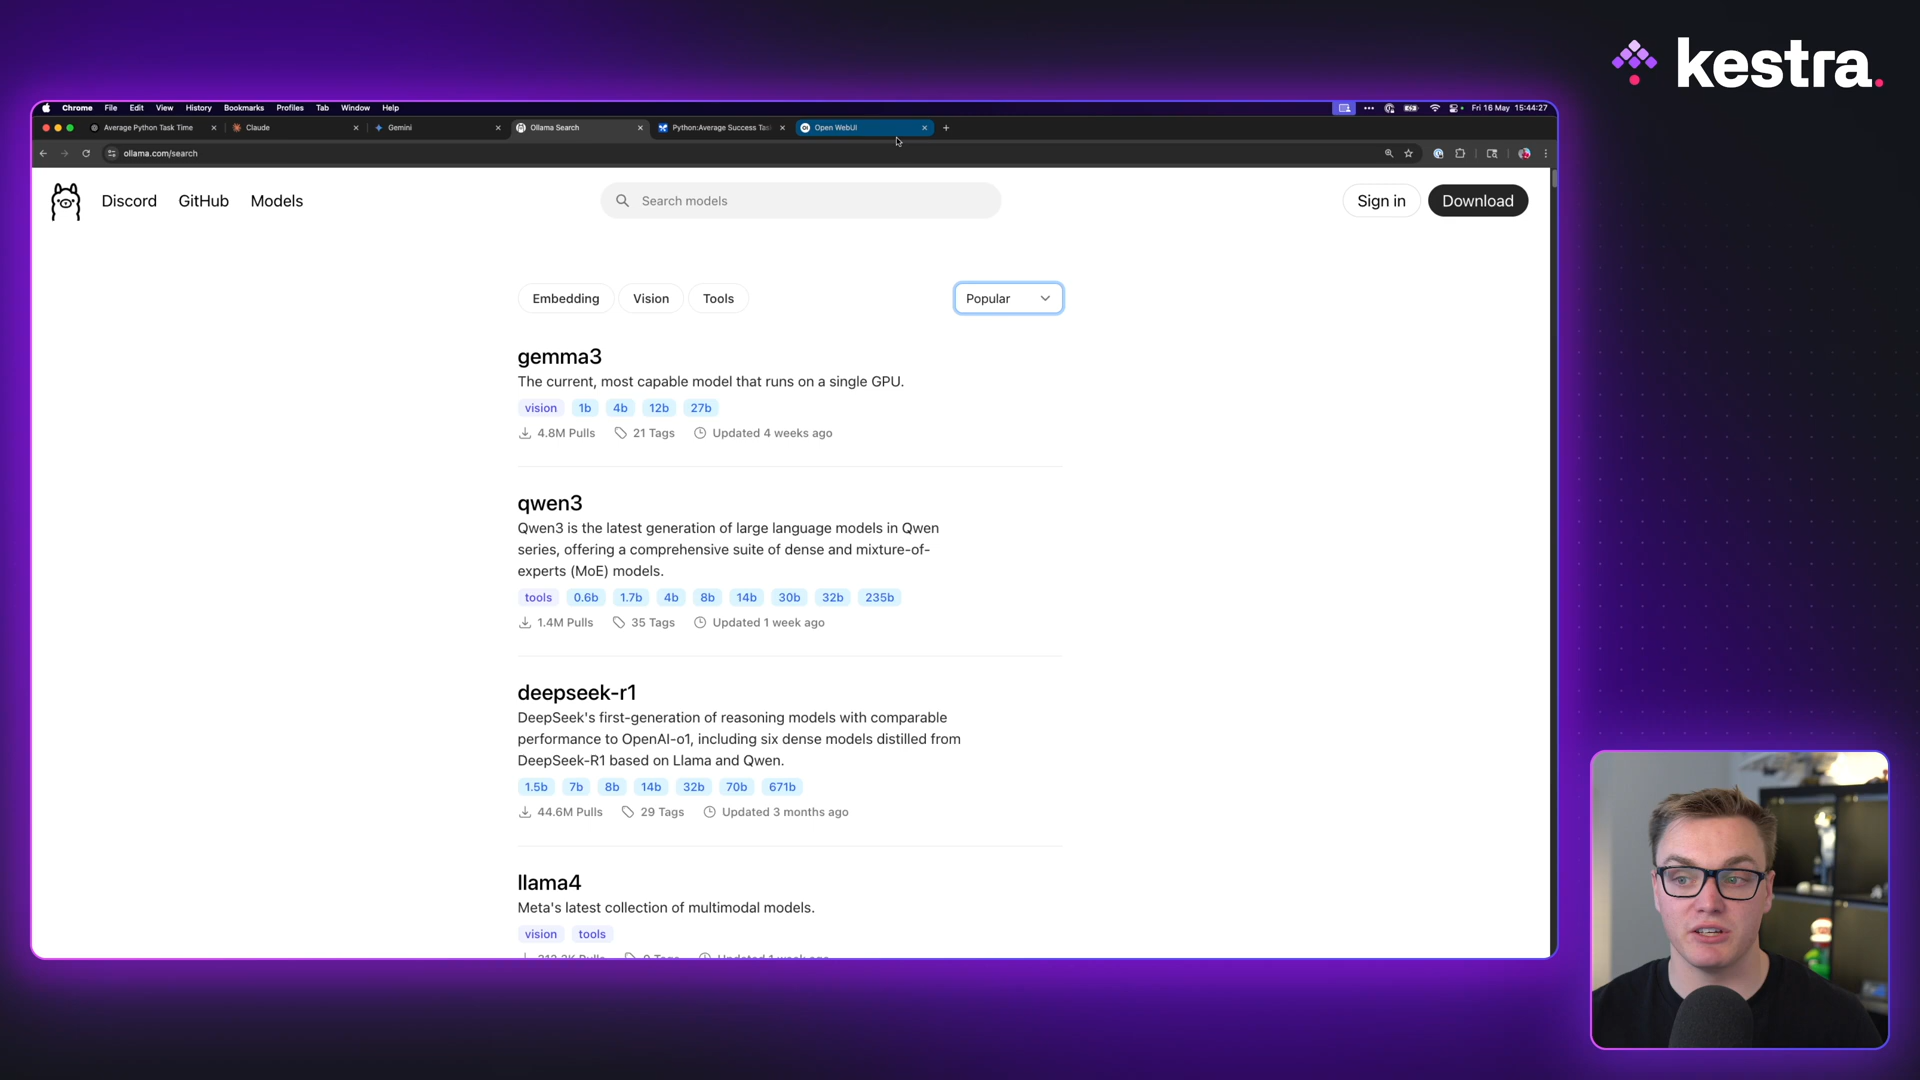 kestra.
Chrome File Edit View History Bookmarks Profiles Tab Window Help
Fri 16 May 15:44:27
Average Python Task Time
Claude
Gemini
Ollama Search
Python:Average Success Tas
Open WebUI
ollama.com/search
Discord GitHub Models
Search models
Sign in
Download
Embedding
Vision
Tools
Popular
gemma3
The current, most capable model that runs on a single GPU.
vision 1b 4b 12b 27b
4.8M Pulls 21 Tags Updated 4 weeks ago
qwen3
Qwen3 is the latest generation of large language models in Qwen
series, offering a comprehensive suite of dense and mixture-of-
experts (MoE) models.
tools 0.6b 1.7b 4b 8b 14b 30b 32b 235b
1.4M Pulls 35 Tags Updated 1 week ago
deepseek-r1
DeepSeek's first-generation of reasoning models with comparable
performance to OpenAI-o1, including six dense models distilled from
DeepSeek-R1 based on Llama and Qwen.
1.5b 7b 8b 14b 32b 70b 671b
44.6M Pulls 29 Tags Updated 3 months ago
llama4
Meta's latest collection of multimodal models.
vision tools